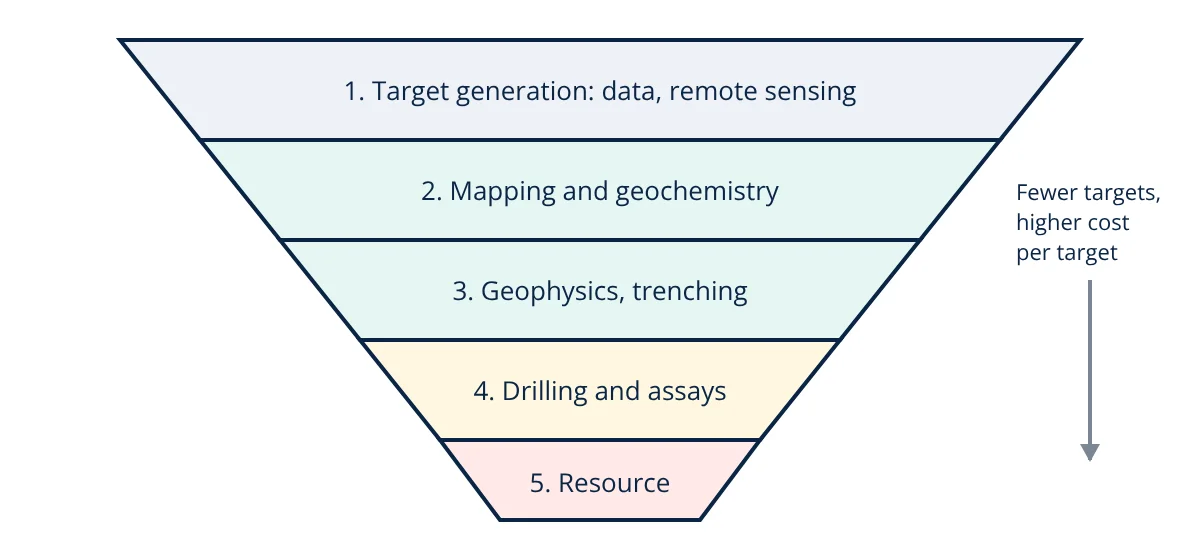 1. Target generation: data, remote sensing
2. Mapping and geochemistry
Fewer targets,
higher cost
per target
3. Geophysics, trenching
4. Drilling and assays
5. Resource